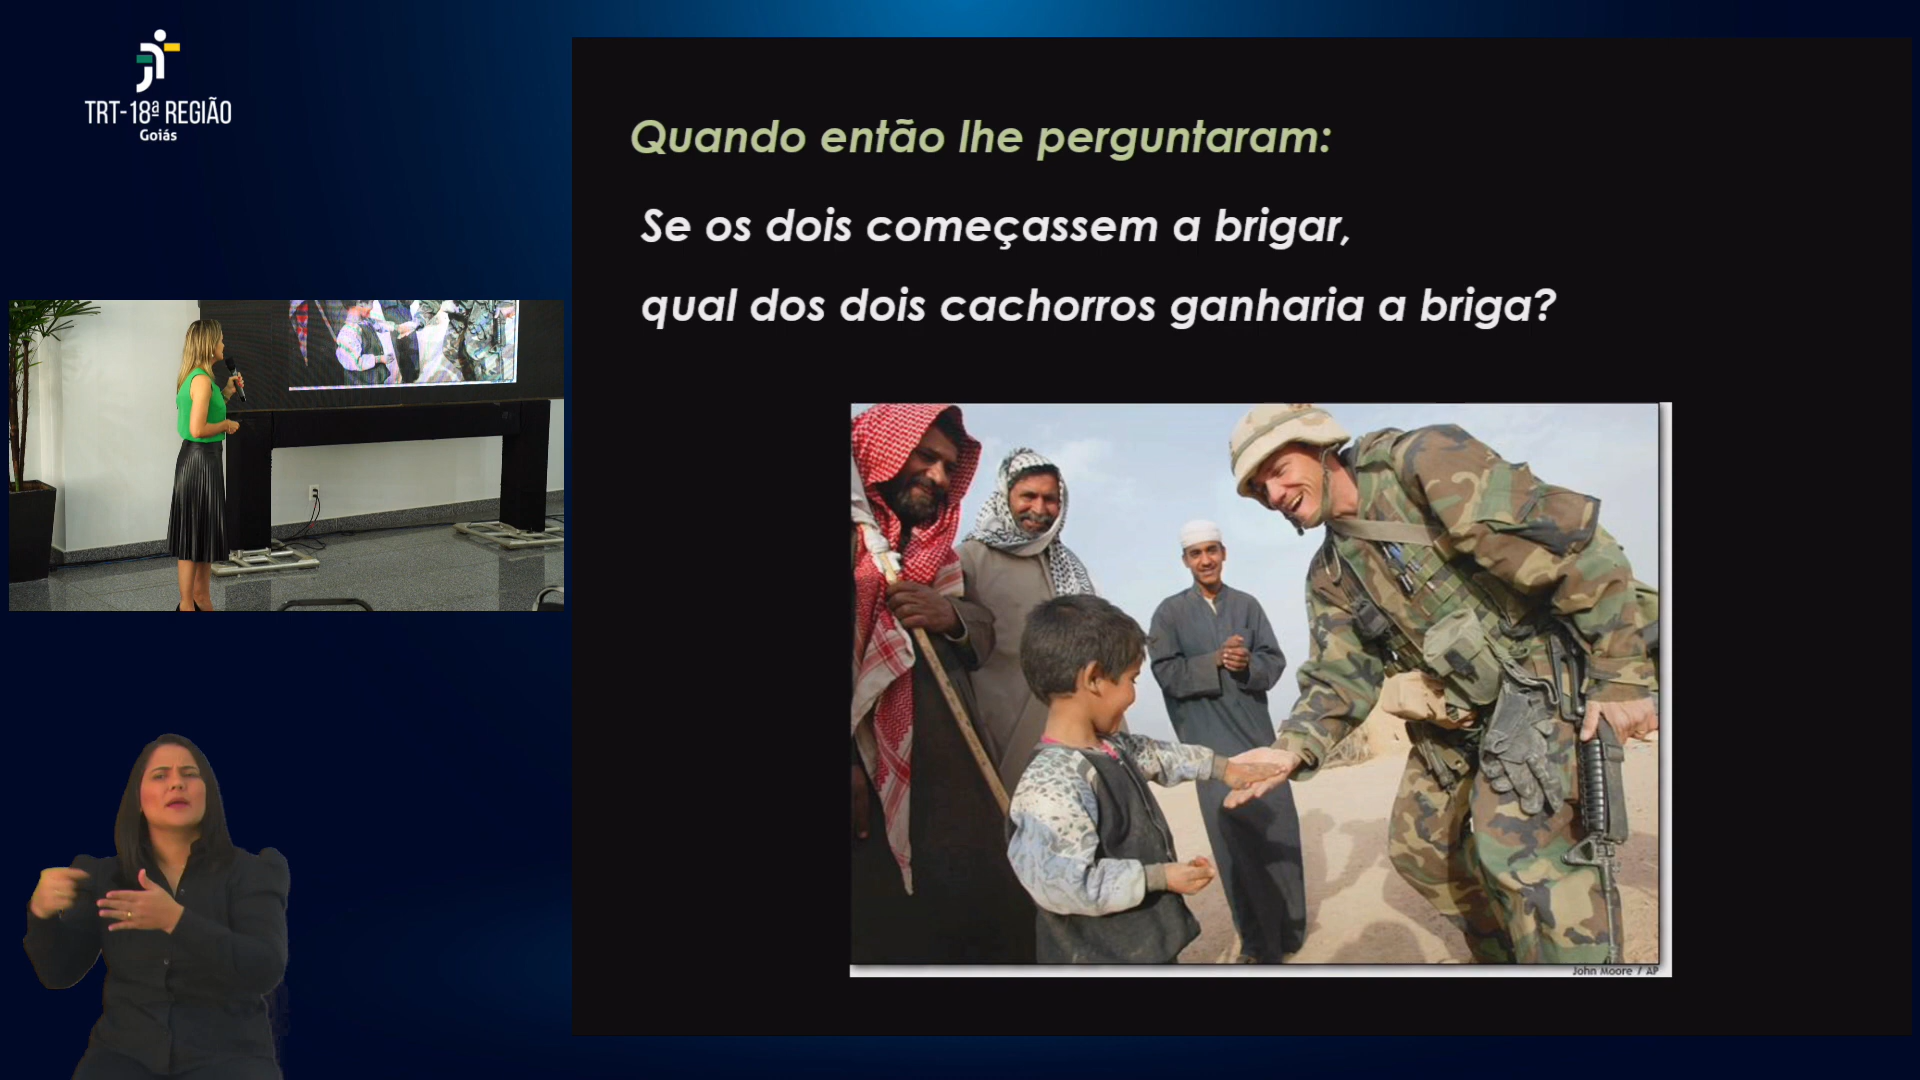 TRT-18ª REGIÃO
Goiás
Quando então lhe perguntaram:
Se os dois começassem a brigar,
qual dos dois cachorros ganharia a briga?
John Moore / AP